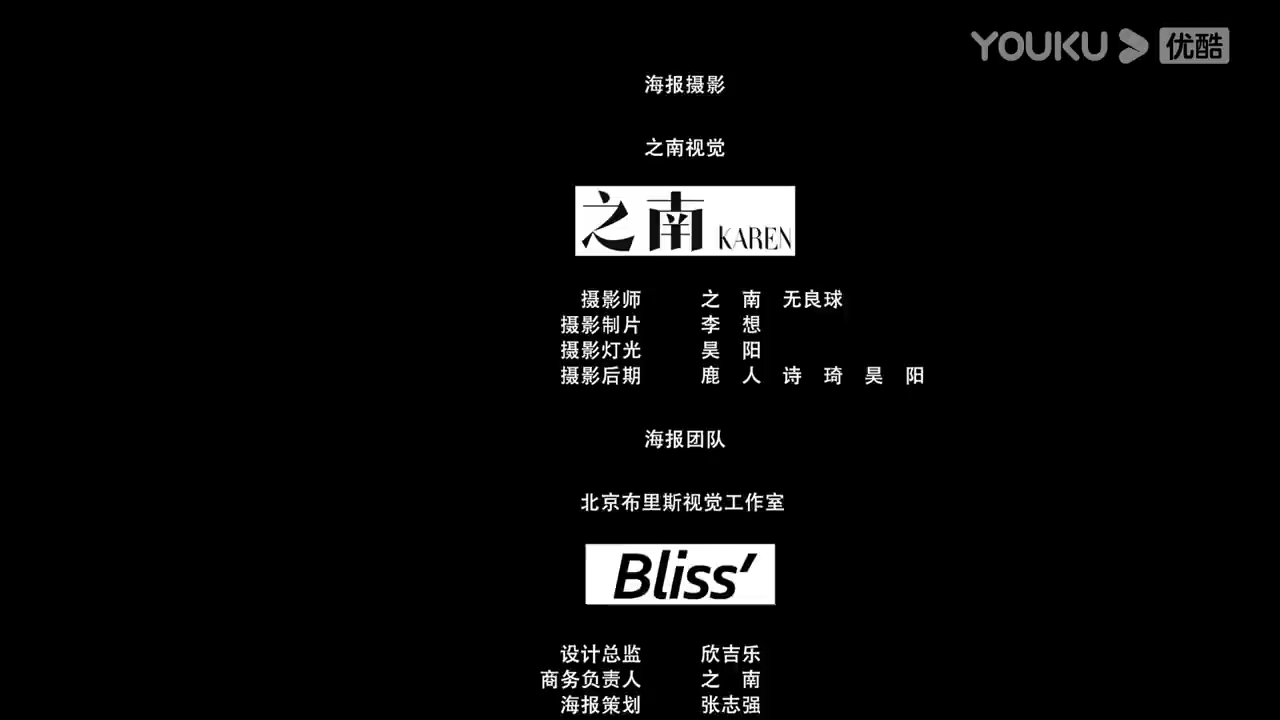 YOUKU 优酷
海报摄影
之南视觉
之南 KAREN
摄影师 之 南 无良球
摄影制片 李 想
摄影灯光 昊 阳
摄影后期 鹿 人 诗 琦 昊 阳
海报团队
北京布里斯视觉工作室
Bliss'
设计总监 欣吉乐
商务负责人 之 南
海报策划 张志强